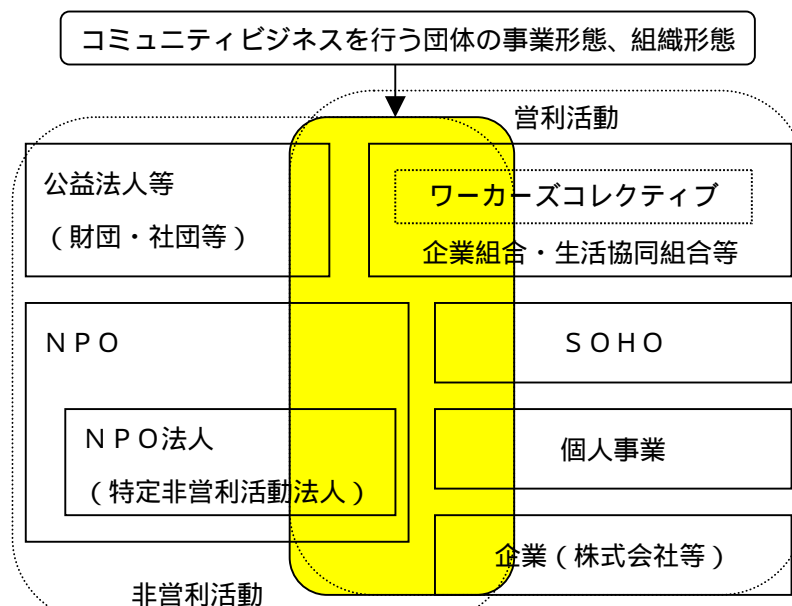 コミュニティビジネスを行う団体の事業形態、組織形態
営利活動
公益法人等
（財団・社団等）
ワーカーズコレクティブ
企業組合・生活協同組合等
ＮＰＯ
ＳＯＨＯ
ＮＰＯ法人
（特定非営利活動法人）
個人事業
企業（株式会社等）
非営利活動